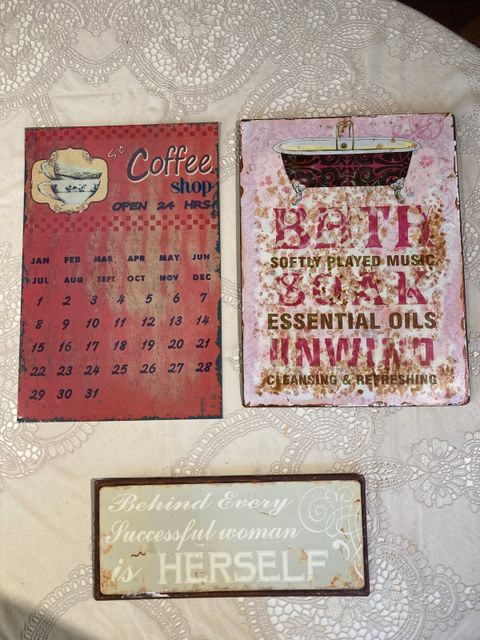 5¢ Coffee
shop
OPEN 24 HRS
JAN FEB MAR APR MAY JUN
JUL AUG SEPT OCT NOV DEC
1 2 3 4 5 6 7
8 9 10 11 12 13 14
15 16 17 18 19 20 21
22 23 24 25 26 27 28
29 30 31
BATH
SOFTLY PLAYED MUSIC
SOAK
ESSENTIAL OILS
UNWIND
CLEANSING & REFRESHING
Behind Every
Successful woman
is HERSELF